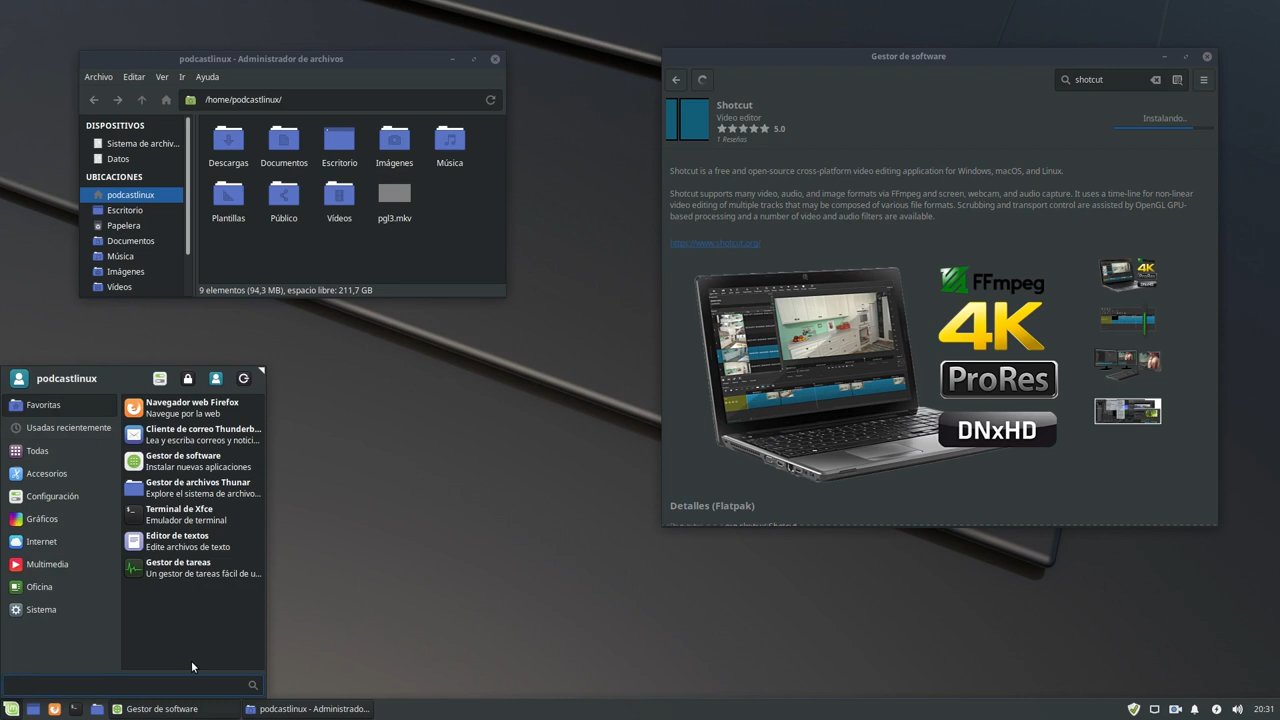 podcastlinux - Administrador de archivos
Archivo Editar Ver Ir Ayuda
/home/podcastlinux/
DISPOSITIVOS
Sistema de archiv...
Datos
UBICACIONES
podcastlinux
Escritorio
Papelera
Documentos
Música
Imágenes
Vídeos
Descargas Documentos Escritorio Imágenes Música
Plantillas Público Vídeos pgl3.mkv
9 elementos (94,3 MB), espacio libre: 211,7 GB
Gestor de software
shotcut
Shotcut
Video editor
5.0
1 Reseñas
Instalando..
Shotcut is a free and open-source cross-platform video editing application for Windows, macOS, and Linux.
Shotcut supports many video, audio, and image formats via FFmpeg and screen, webcam, and audio capture. It uses a time-line for non-linear
video editing of multiple tracks that may be composed of various file formats. Scrubbing and transport control are assisted by OpenGL GPU-
based processing and a number of video and audio filters are available.
https://www.shotcut.org/
FFmpeg
4K
ProRes
DNxHD
4K
Detalles (Flatpak)
podcastlinux
Favoritas
Usadas recientemente
Todas
Accesorios
Configuración
Gráficos
Internet
Multimedia
Oficina
Sistema
Navegador web Firefox
Navegue por la web
Cliente de correo Thunderb...
Lea y escriba correos y notici...
Gestor de software
Instalar nuevas aplicaciones
Gestor de archivos Thunar
Explore el sistema de archivo...
Terminal de Xfce
Emulador de terminal
Editor de textos
Edite archivos de texto
Gestor de tareas
Un gestor de tareas fácil de u...
Gestor de software
podcastlinux - Administrado...
20:31